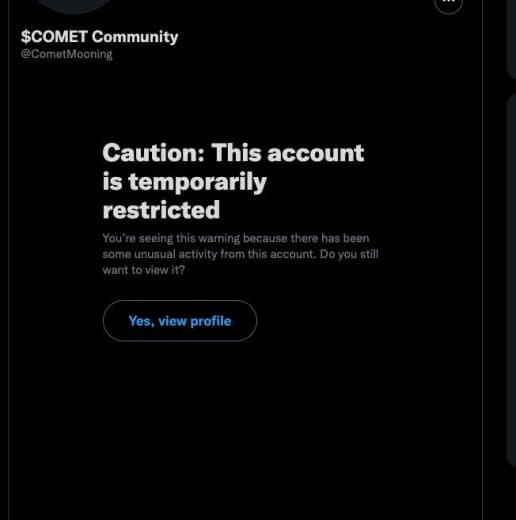 $COMET Community
@CometMooning
Caution: This account
is temporarily
restricted
You're seeing this warning because there has been
some unusual activity from this account. Do you still
want to view it?
Yes, view profile